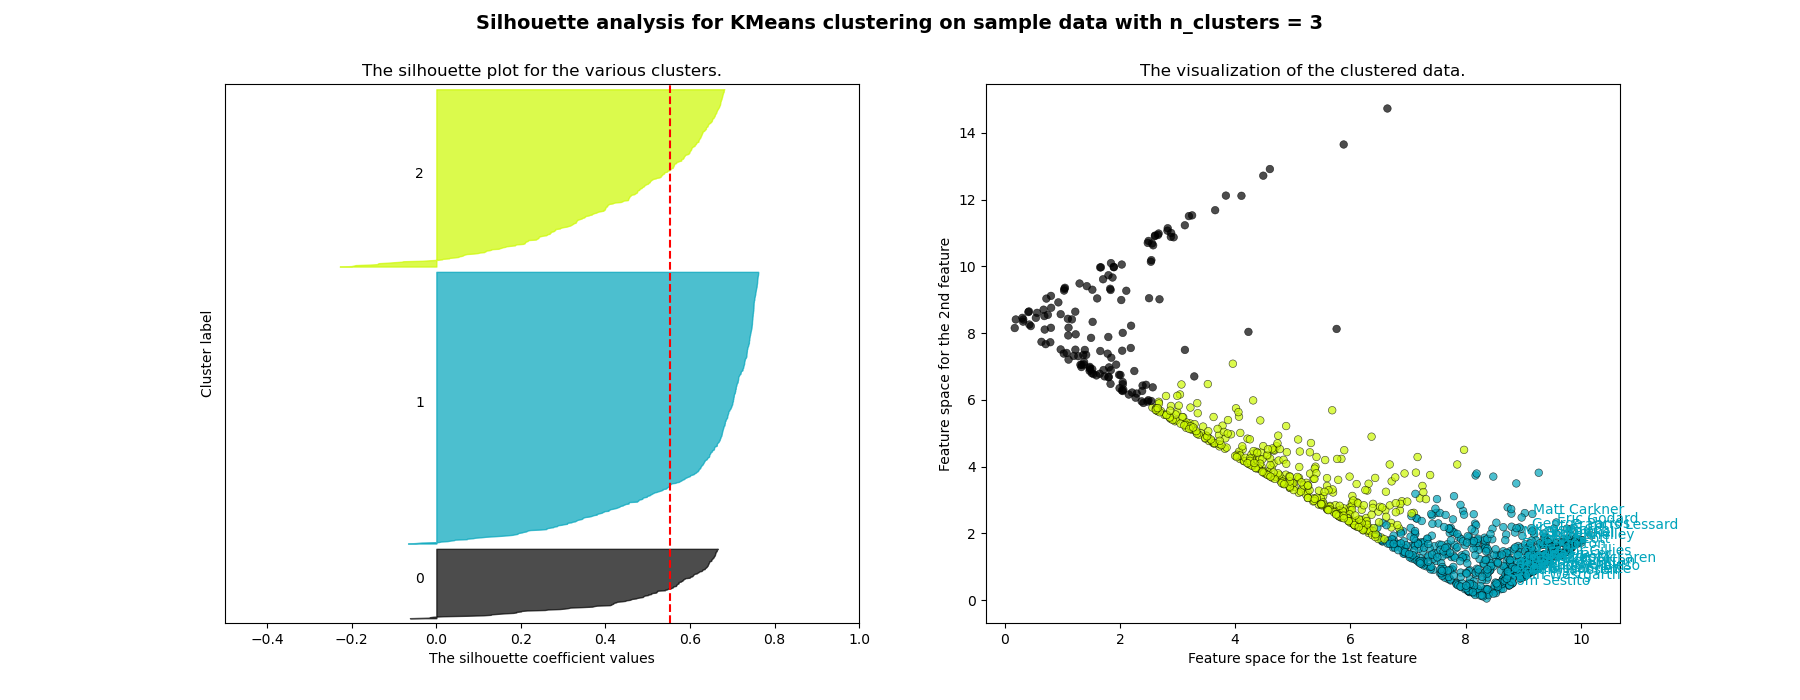 Silhouette analysis for KMeans clustering on sample data with n_clusters = 3
The silhouette plot for the various clusters.
2
1
0
Cluster label
−0.4 −0.2 0.0 0.2 0.4 0.6 0.8 1.0
The silhouette coefficient values
The visualization of the clustered data.
14
12
10
8
6
4
2
0
Feature space for the 2nd feature
Matt Carkner
Eric Godard
Lessard
Sestito
0 2 4 6 8 10
Feature space for the 1st feature